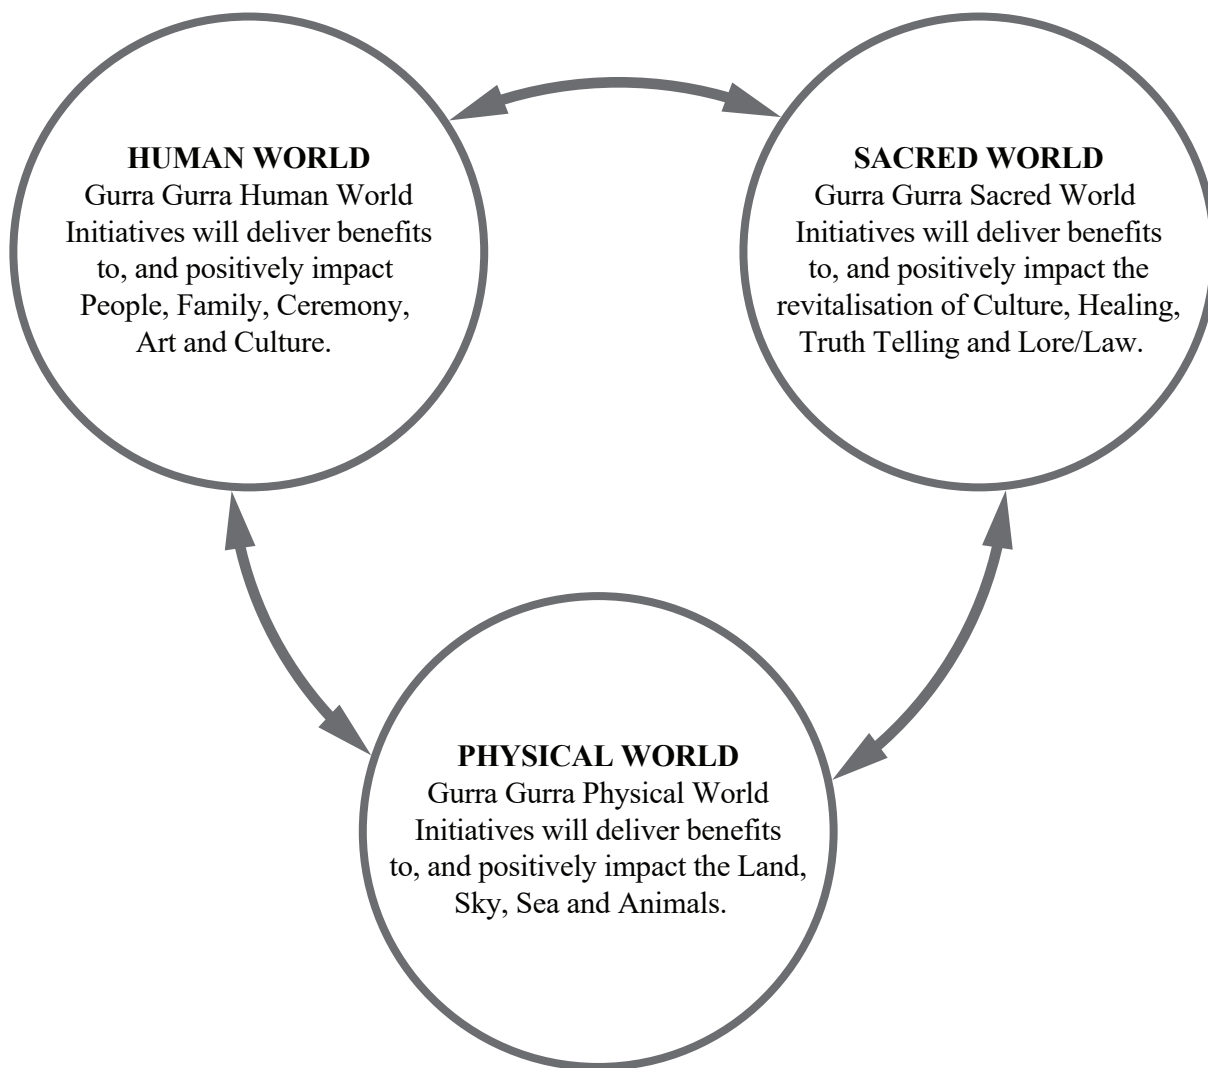 HUMAN WORLD
Gurra Gurra Human World
Initiatives will deliver benefits
to, and positively impact
People, Family, Ceremony,
Art and Culture.
SACRED WORLD
Gurra Gurra Sacred World
Initiatives will deliver benefits
to, and positively impact the
revitalisation of Culture, Healing,
Truth Telling and Lore/Law.
PHYSICAL WORLD
Gurra Gurra Physical World
Initiatives will deliver benefits
to, and positively impact the Land,
Sky, Sea and Animals.